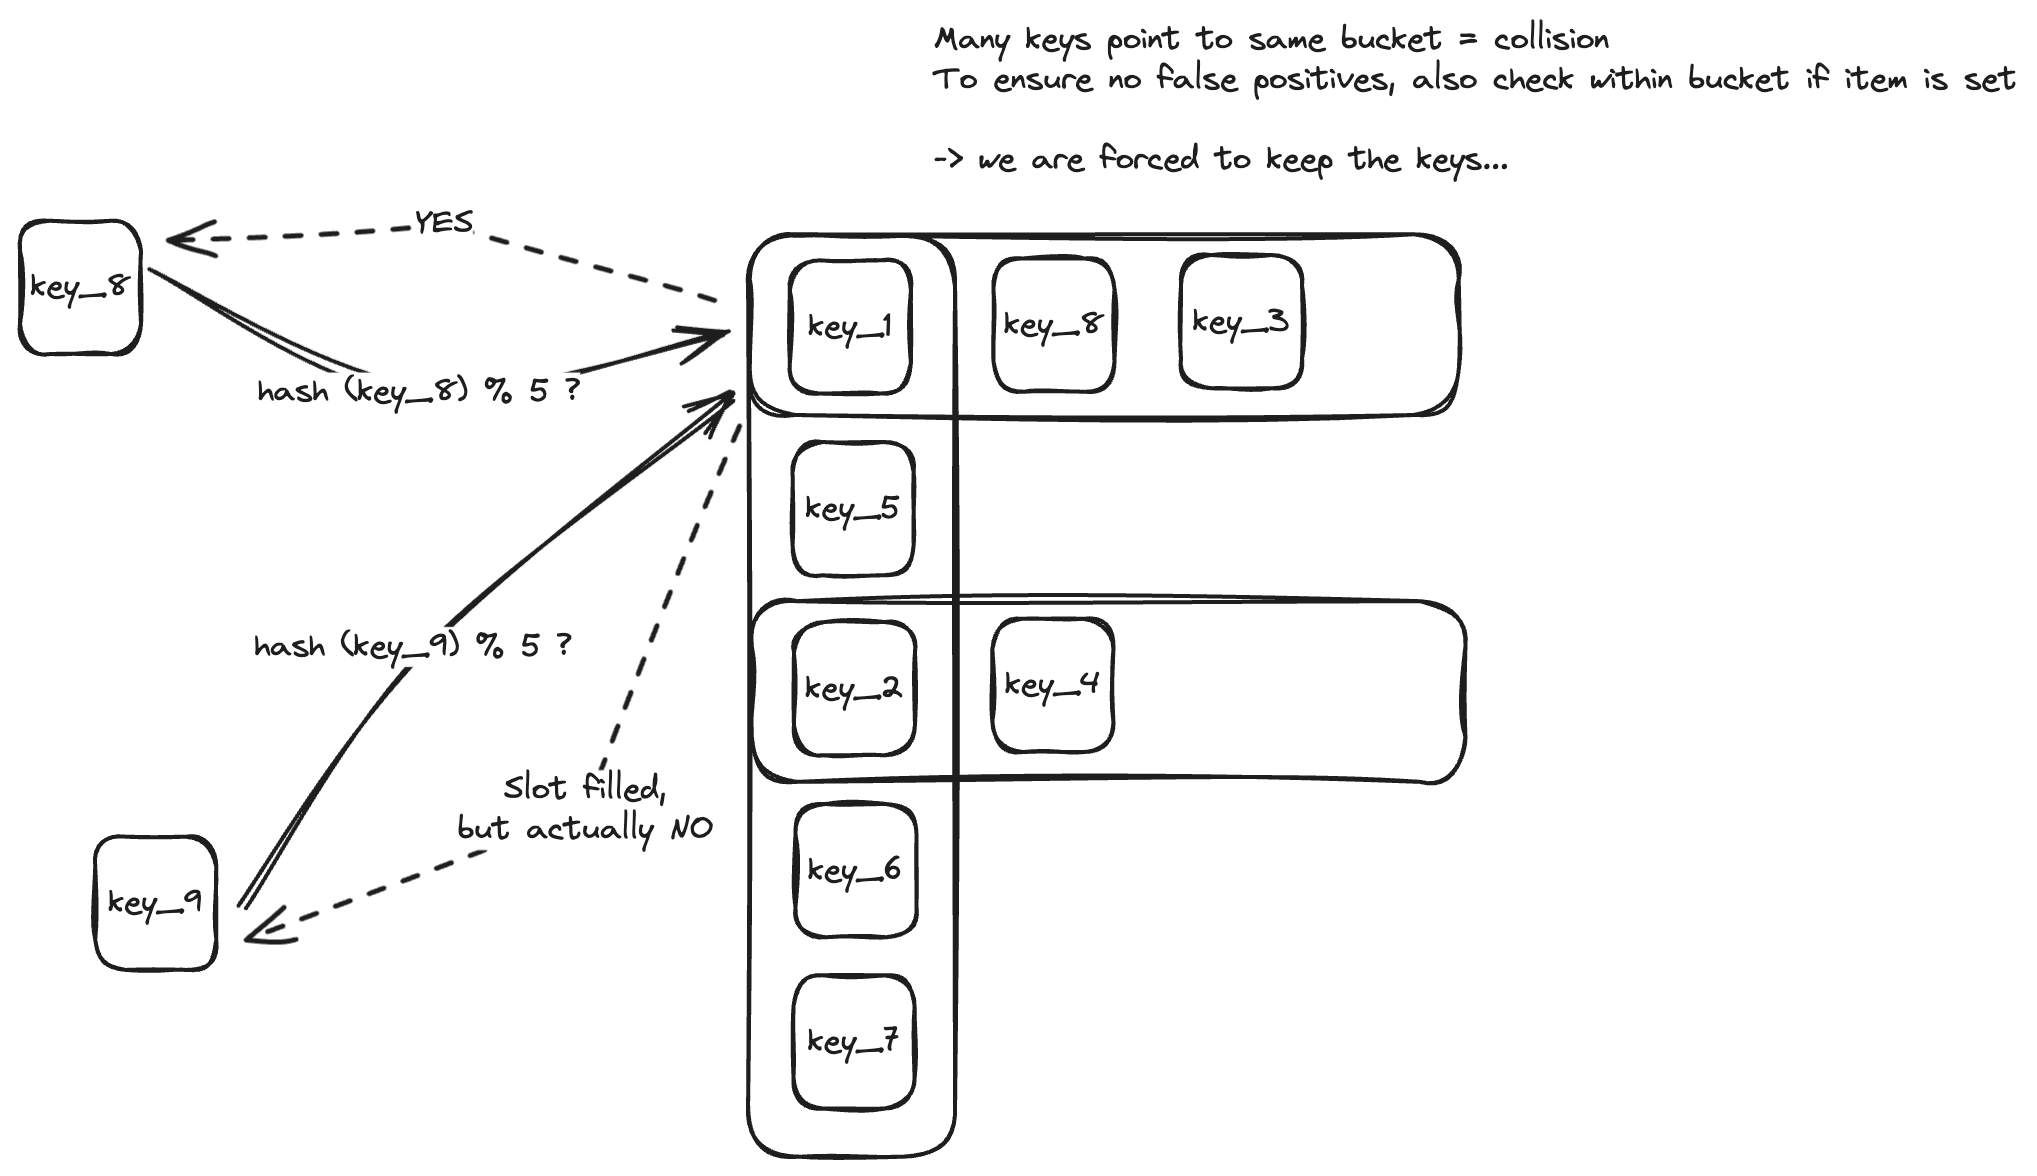 Many keys point to same bucket = collision
To ensure no false positives, also check within bucket if item is set
-> we are forced to keep the keys...
YES
key_8
hash (key_8) % 5 ?
key_1
key_8
key_3
key_5
hash (key_9) % 5 ?
key_2
key_4
Slot filled,
but actually NO
key_6
key_9
key_7